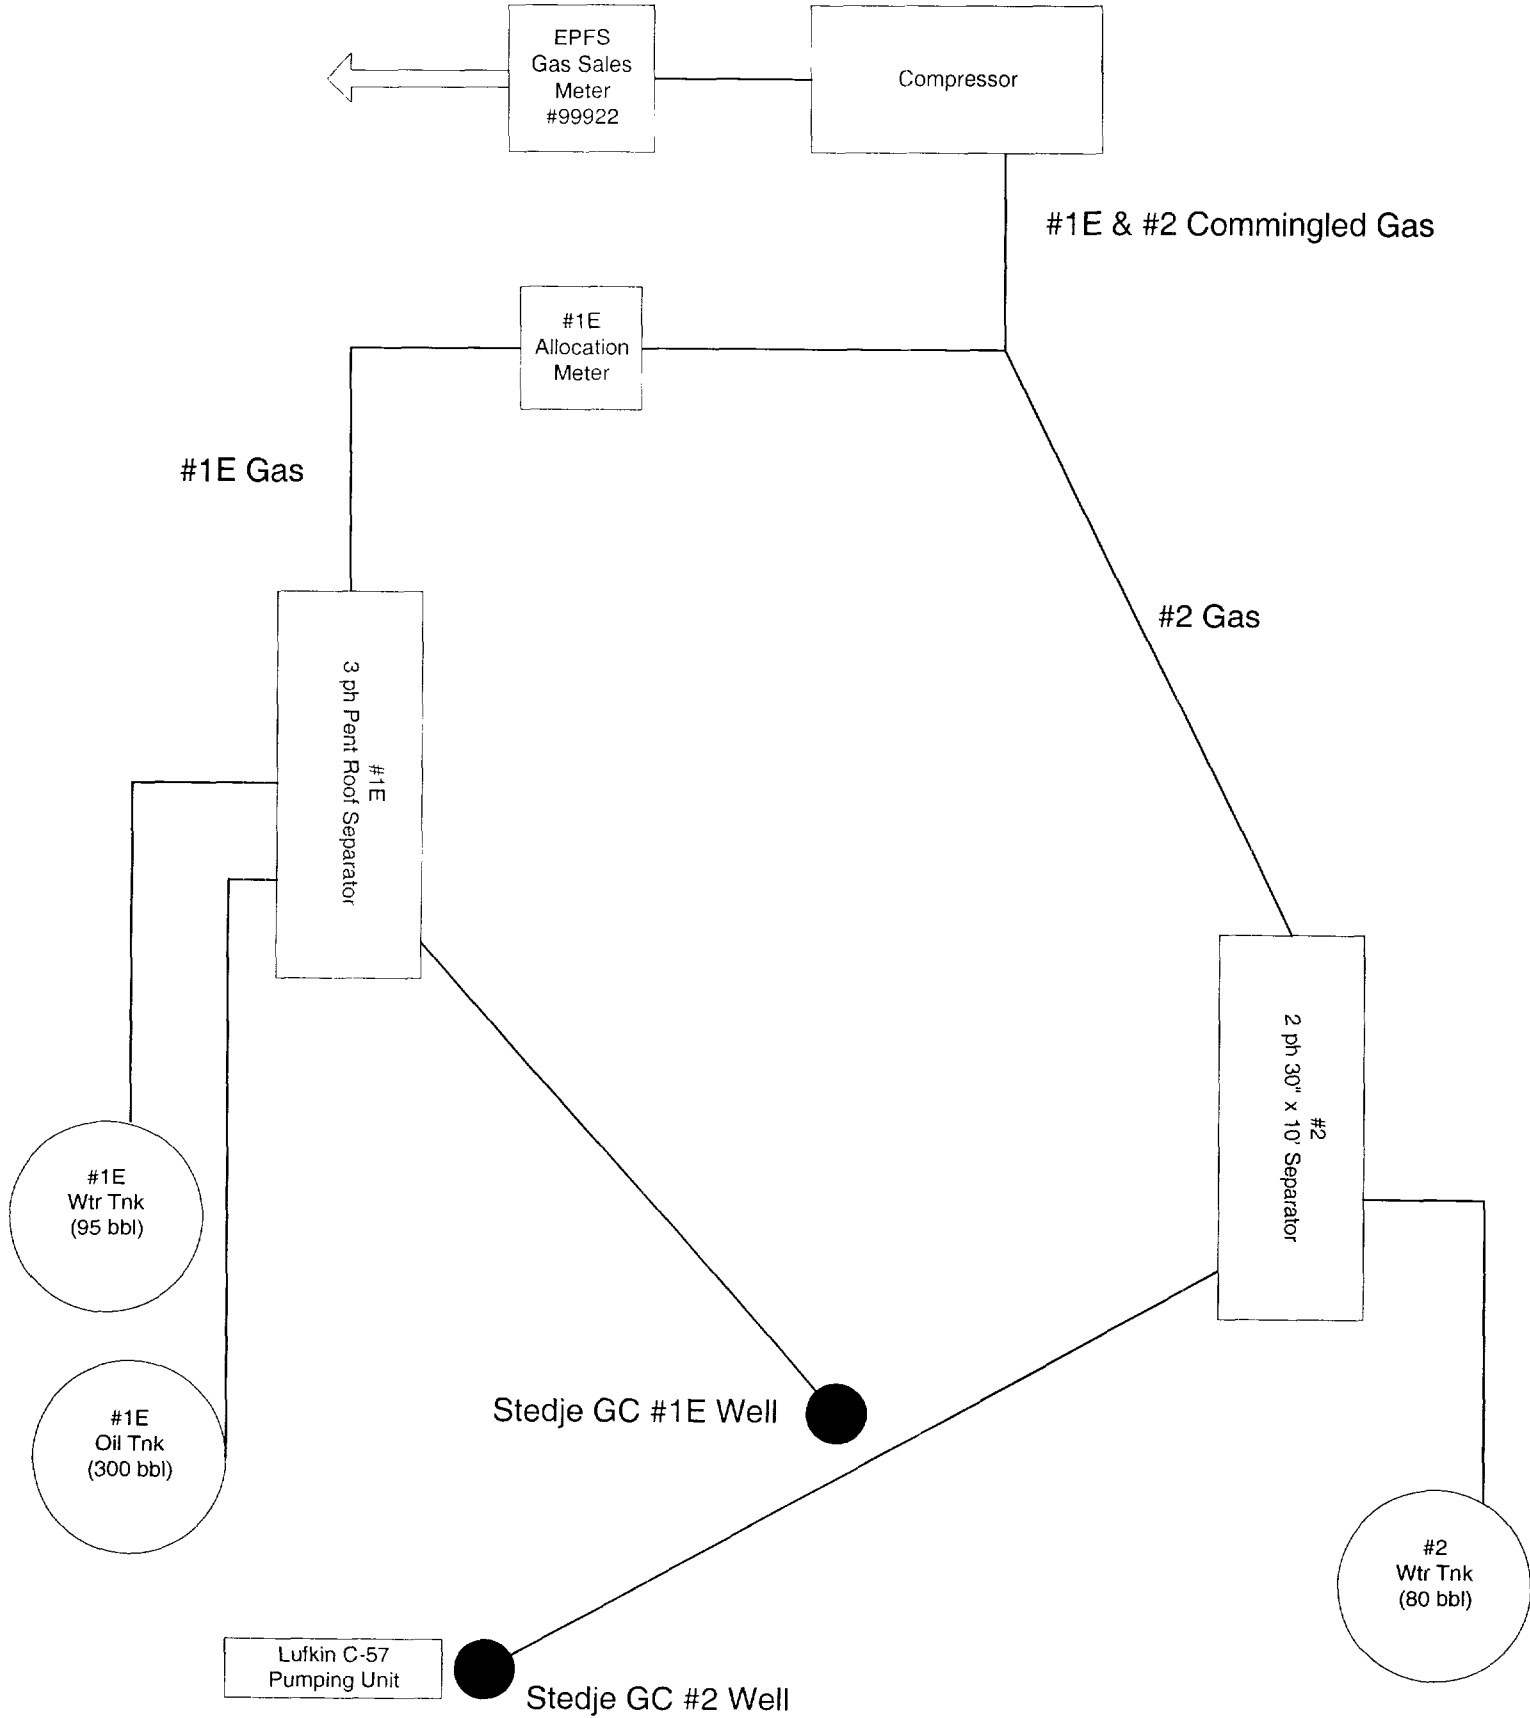 EPFS
Gas Sales
Meter
#99922
Compressor
#1E & #2 Commingled Gas
#1E
Allocation
Meter
#1E Gas
#2 Gas
#1E
3 ph Pent Roof Separator
#2
2 ph 30" x 10' Separator
#1E
Wtr Tnk
(95 bbl)
Stedje GC #1E Well
#1E
Oil Tnk
(300 bbl)
#2
Wtr Tnk
(80 bbl)
Lufkin C-57
Pumping Unit
Stedje GC #2 Well